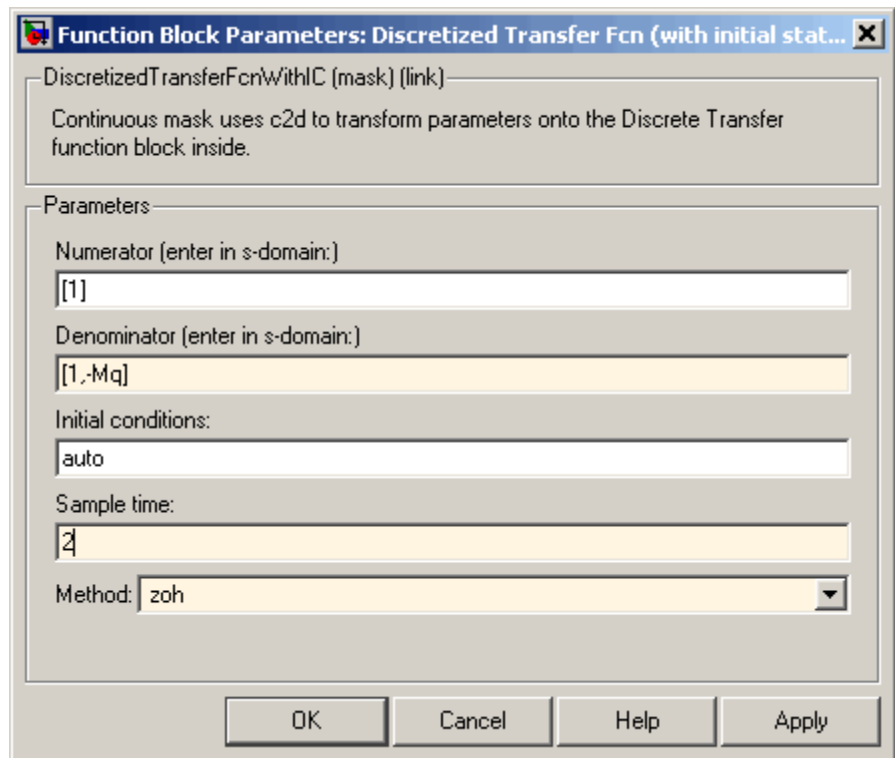 Function Block Parameters: Discretized Transfer Fcn (with initial stat...
DiscretizedTransferFcnWithIC (mask) (link)
Continuous mask uses c2d to transform parameters onto the Discrete Transfer
function block inside.
Parameters
Numerator (enter in s-domain:)
[1]
Denominator (enter in s-domain:)
[1,-Mq]
Initial conditions:
auto
Sample time:
2
Method: zoh
OK Cancel Help Apply